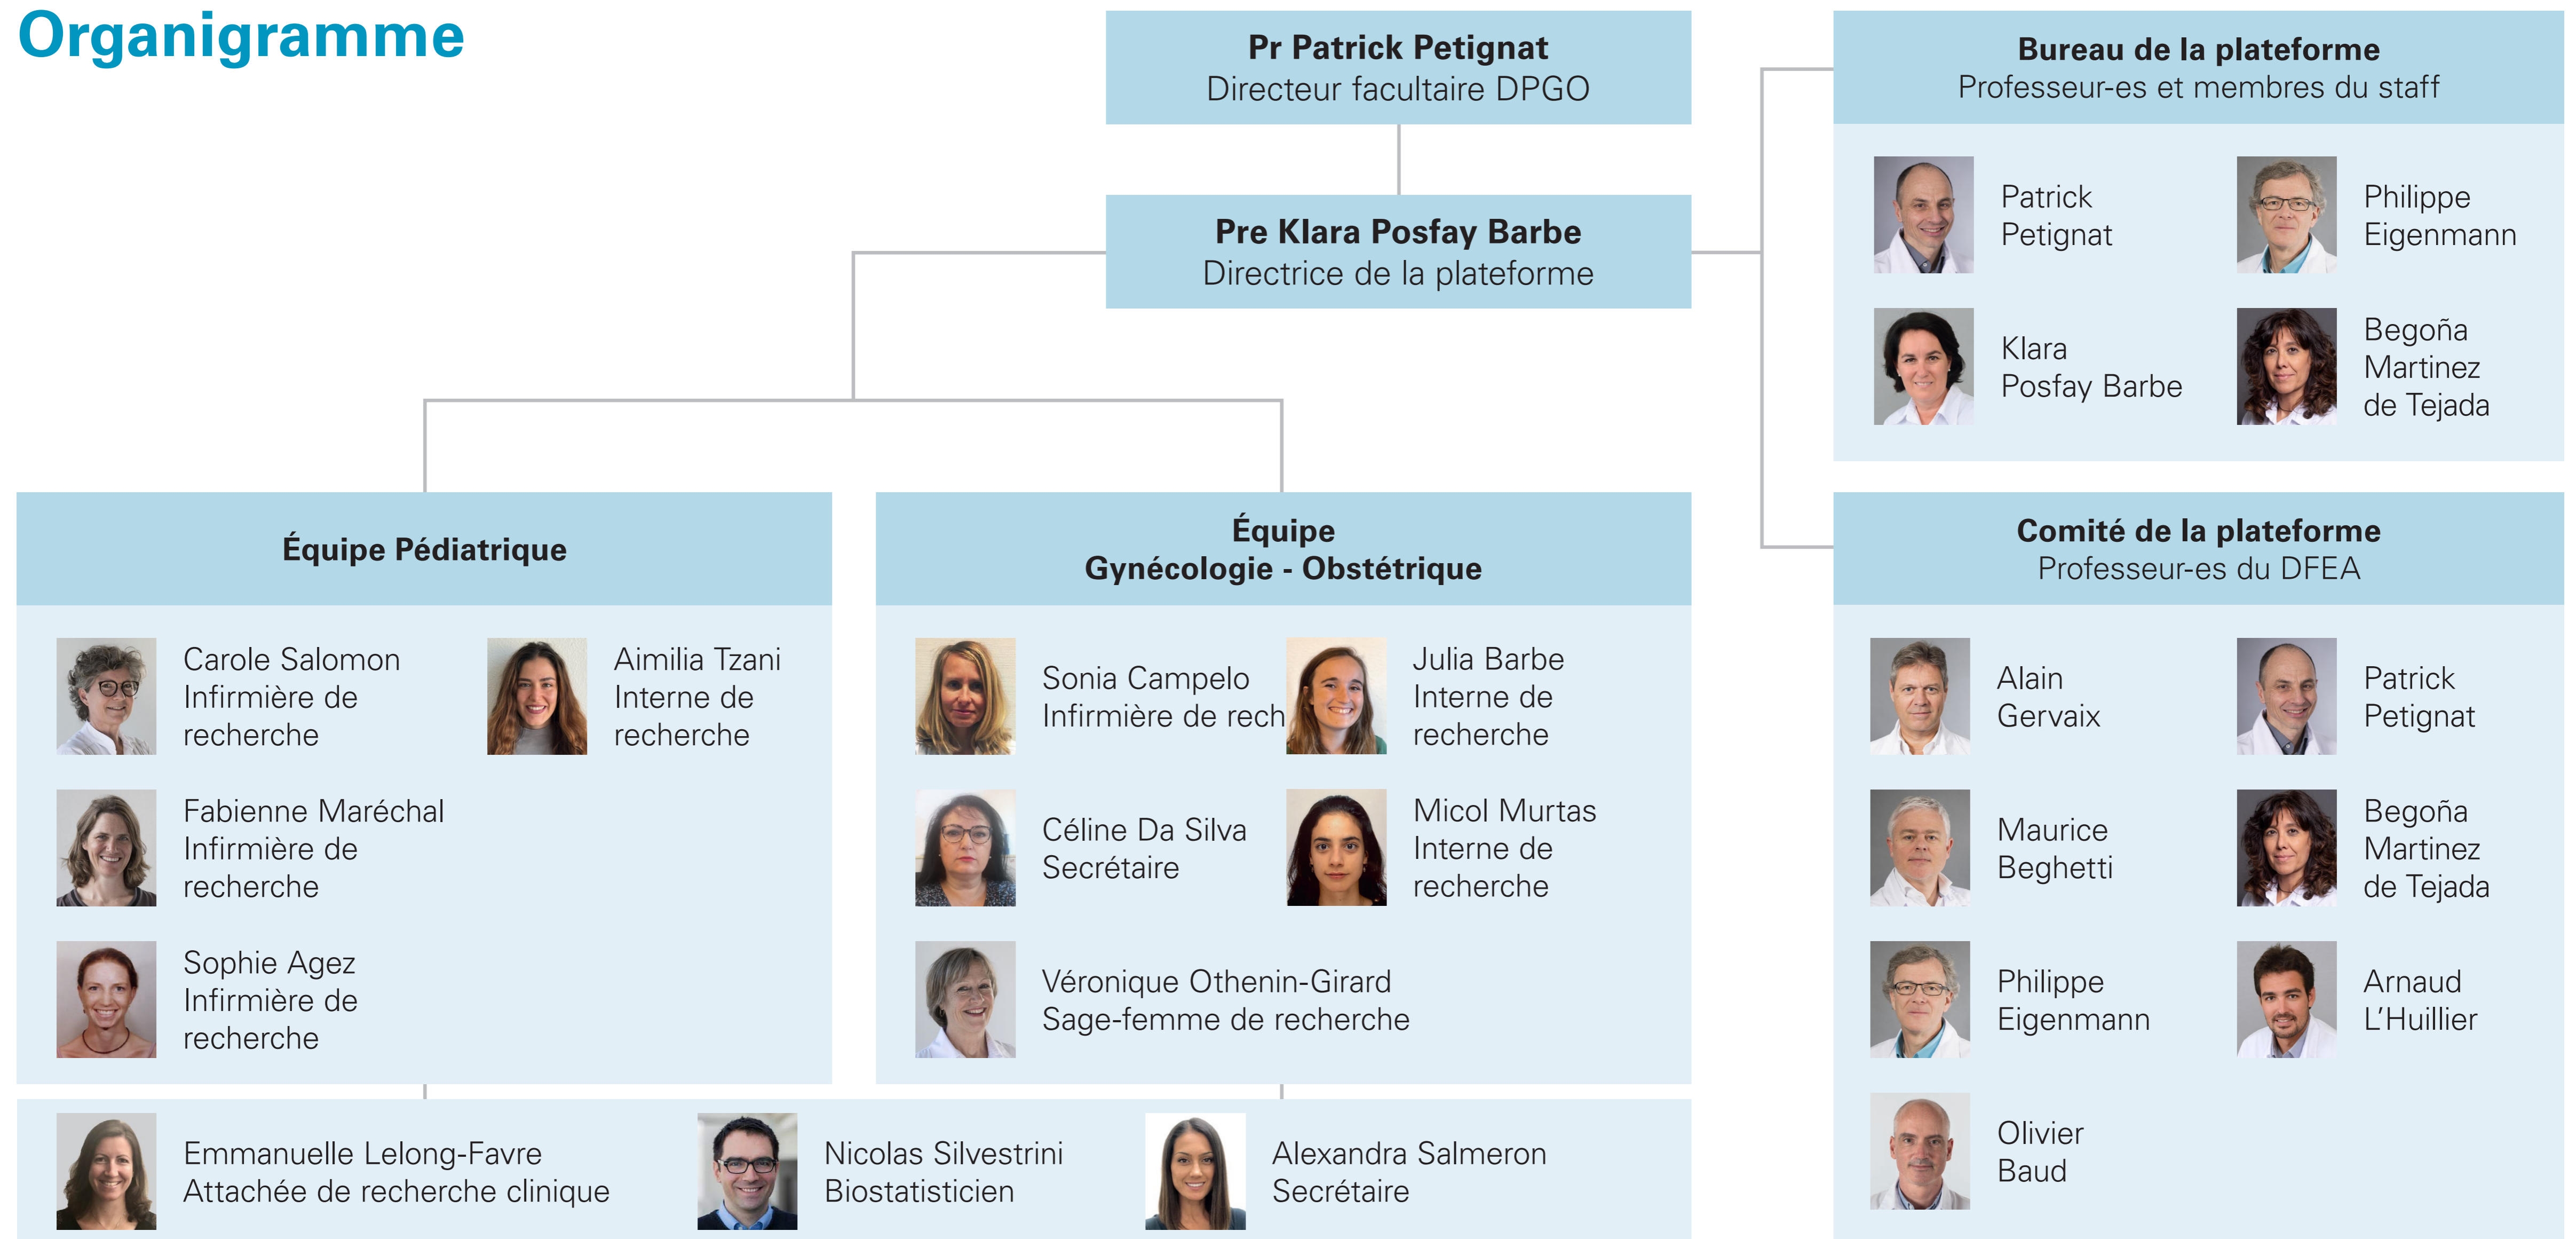 Organigramme
Pr Patrick Petignat
Directeur facultaire DPGO
Pre Klara Posfay Barbe
Directrice de la plateforme
Bureau de la plateforme
Professeur-es et membres du staff
Patrick
Petignat
Philippe
Eigenmann
Klara
Posfay Barbe
Begoña
Martinez
de Tejada
Équipe Pédiatrique
Carole Salomon
Infirmière de
recherche
Aimilia Tzani
Interne de
recherche
Fabienne Maréchal
Infirmière de
recherche
Sophie Agez
Infirmière de
recherche
Équipe
Gynécologie - Obstétrique
Sonia Campelo
Infirmière de rech
Julia Barbe
Interne de
recherche
Céline Da Silva
Secrétaire
Micol Murtas
Interne de
recherche
Véronique Othenin-Girard
Sage-femme de recherche
Emmanuelle Lelong-Favre
Attachée de recherche clinique
Nicolas Silvestrini
Biostatisticien
Alexandra Salmeron
Secrétaire
Comité de la plateforme
Professeur-es du DFEA
Alain
Gervaix
Patrick
Petignat
Maurice
Beghetti
Begoña
Martinez
de Tejada
Philippe
Eigenmann
Arnaud
L’Huillier
Olivier
Baud